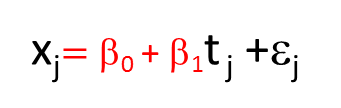 xⱼ= β₀ + β₁tⱼ +εⱼ